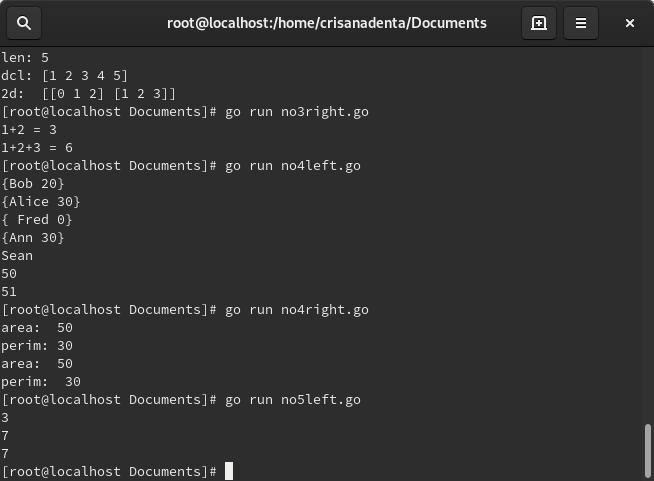 root@localhost:/home/crisanadenta/Documents
len: 5
dcl: [1 2 3 4 5]
2d:  [[0 1 2] [1 2 3]]
[root@localhost Documents]# go run no3right.go
1+2 = 3
1+2+3 = 6
[root@localhost Documents]# go run no4left.go
{Bob 20}
{Alice 30}
{ Fred 0}
{Ann 30}
Sean
50
51
[root@localhost Documents]# go run no4right.go
area:  50
perim: 30
area:  50
perim:  30
[root@localhost Documents]# go run no5left.go
3
7
7
[root@localhost Documents]#